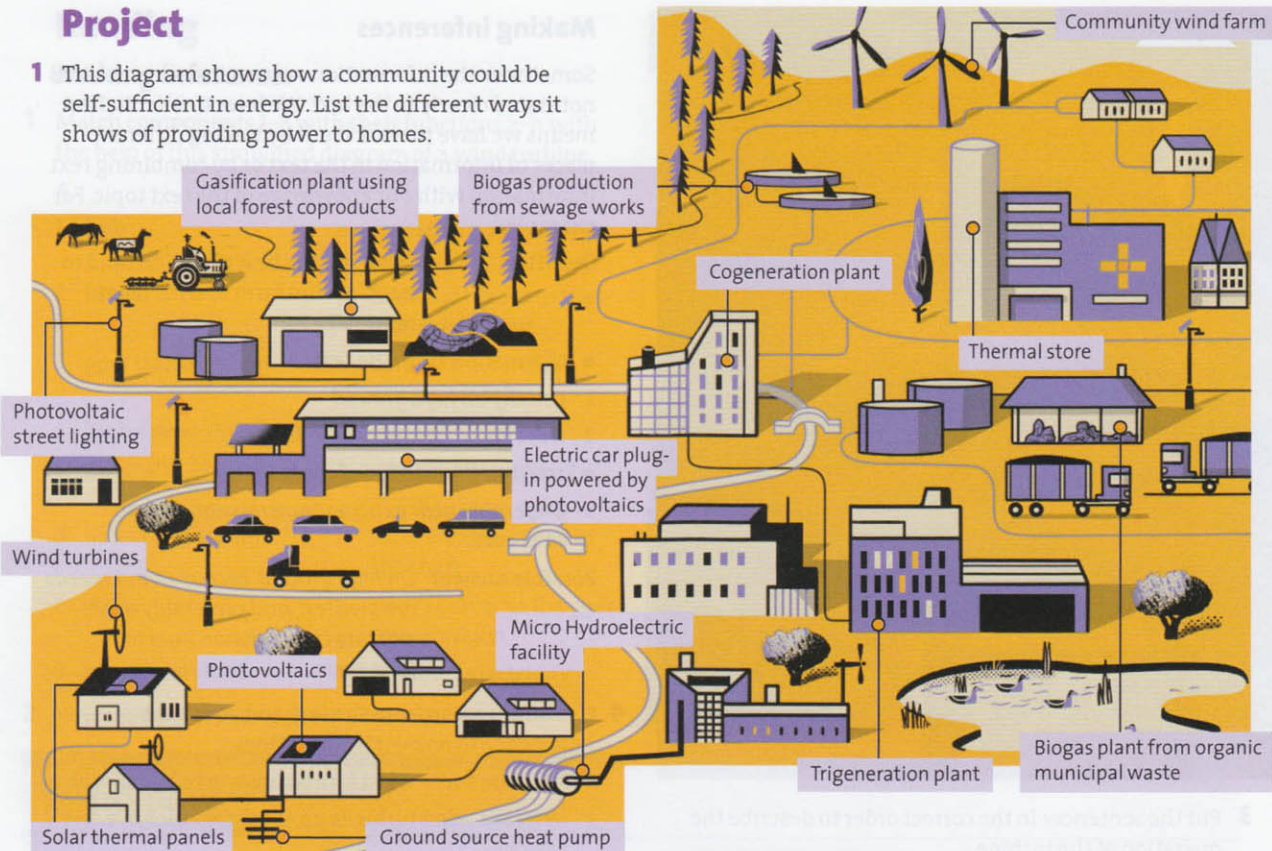 Project
1 This diagram shows how a community could be
self-sufficient in energy. List the different ways it
shows of providing power to homes.
Community wind farm
Gasification plant using
local forest coproducts
Biogas production
from sewage works
Cogeneration plant
Thermal store
Photovoltaic
street lighting
Electric car plug-
in powered by
photovoltaics
Wind turbines
Micro Hydroelectric
facility
Photovoltaics
Trigeneration plant
Biogas plant from organic
municipal waste
Solar thermal panels
Ground source heat pump